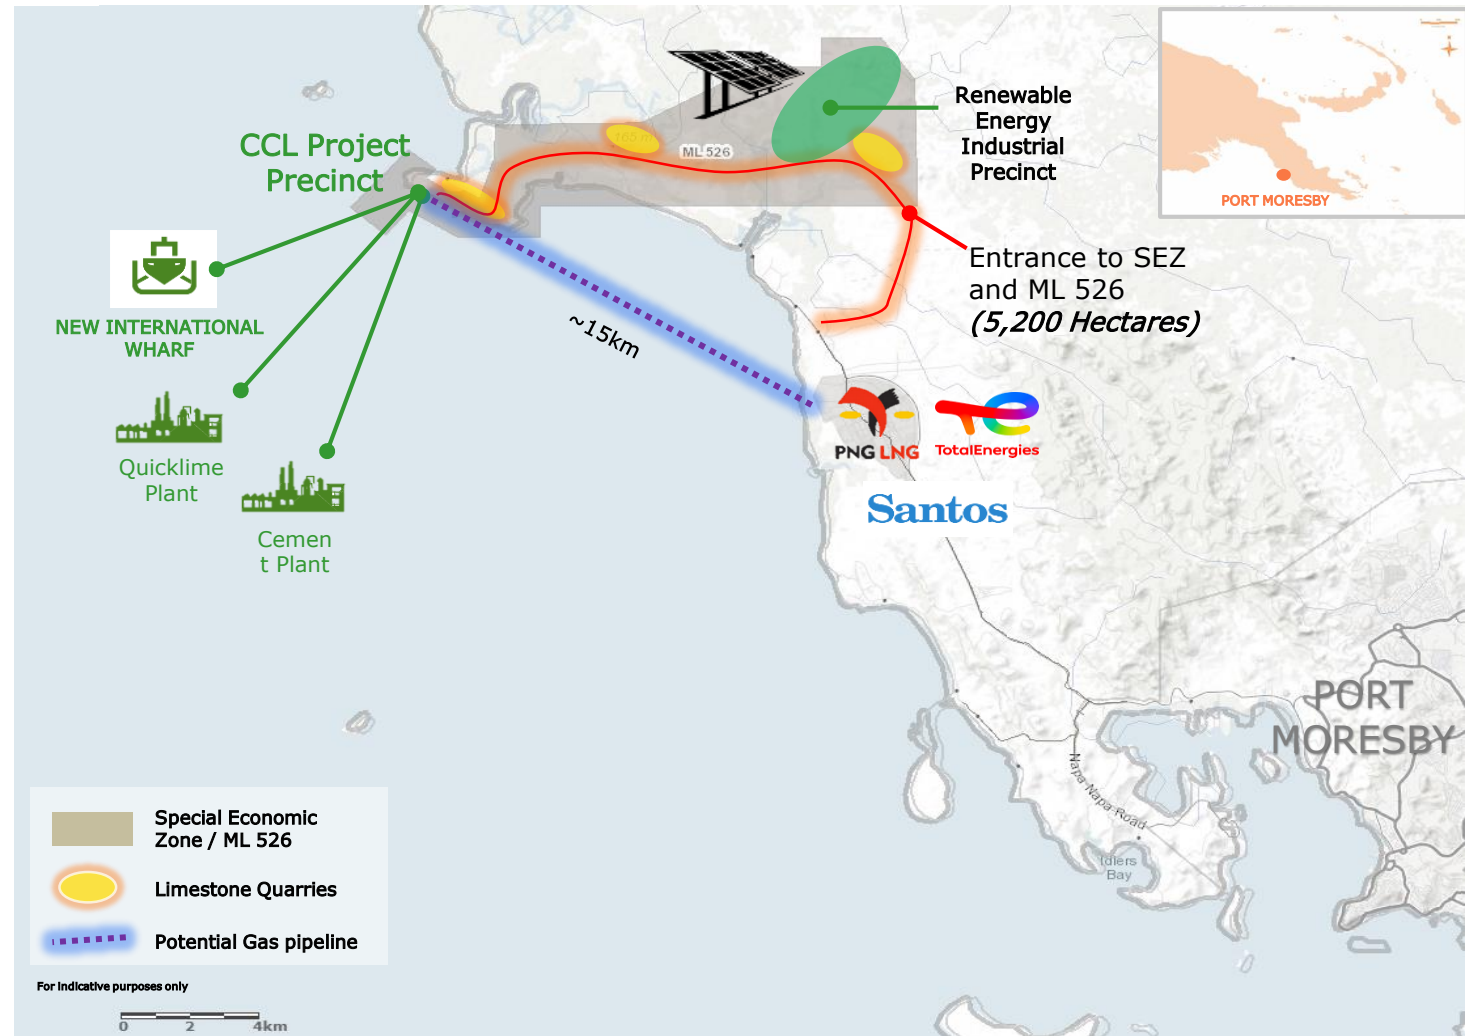 CCL Project
Precinct
Renewable
Energy
Industrial
Precinct
PORT MORESBY
165 m
ML 526
Entrance to SEZ
and ML 526
(5,200 Hectares)
NEW INTERNATIONAL
WHARF
~15km
Quicklime
Plant
Cemen
t Plant
PNG LNG
TotalEnergies
Santos
PORT
MORESBY
Napa Napa Road
Idlers
Bay
Special Economic
Zone / ML 526
Limestone Quarries
Potential Gas pipeline
For indicative purposes only
0 2 4km